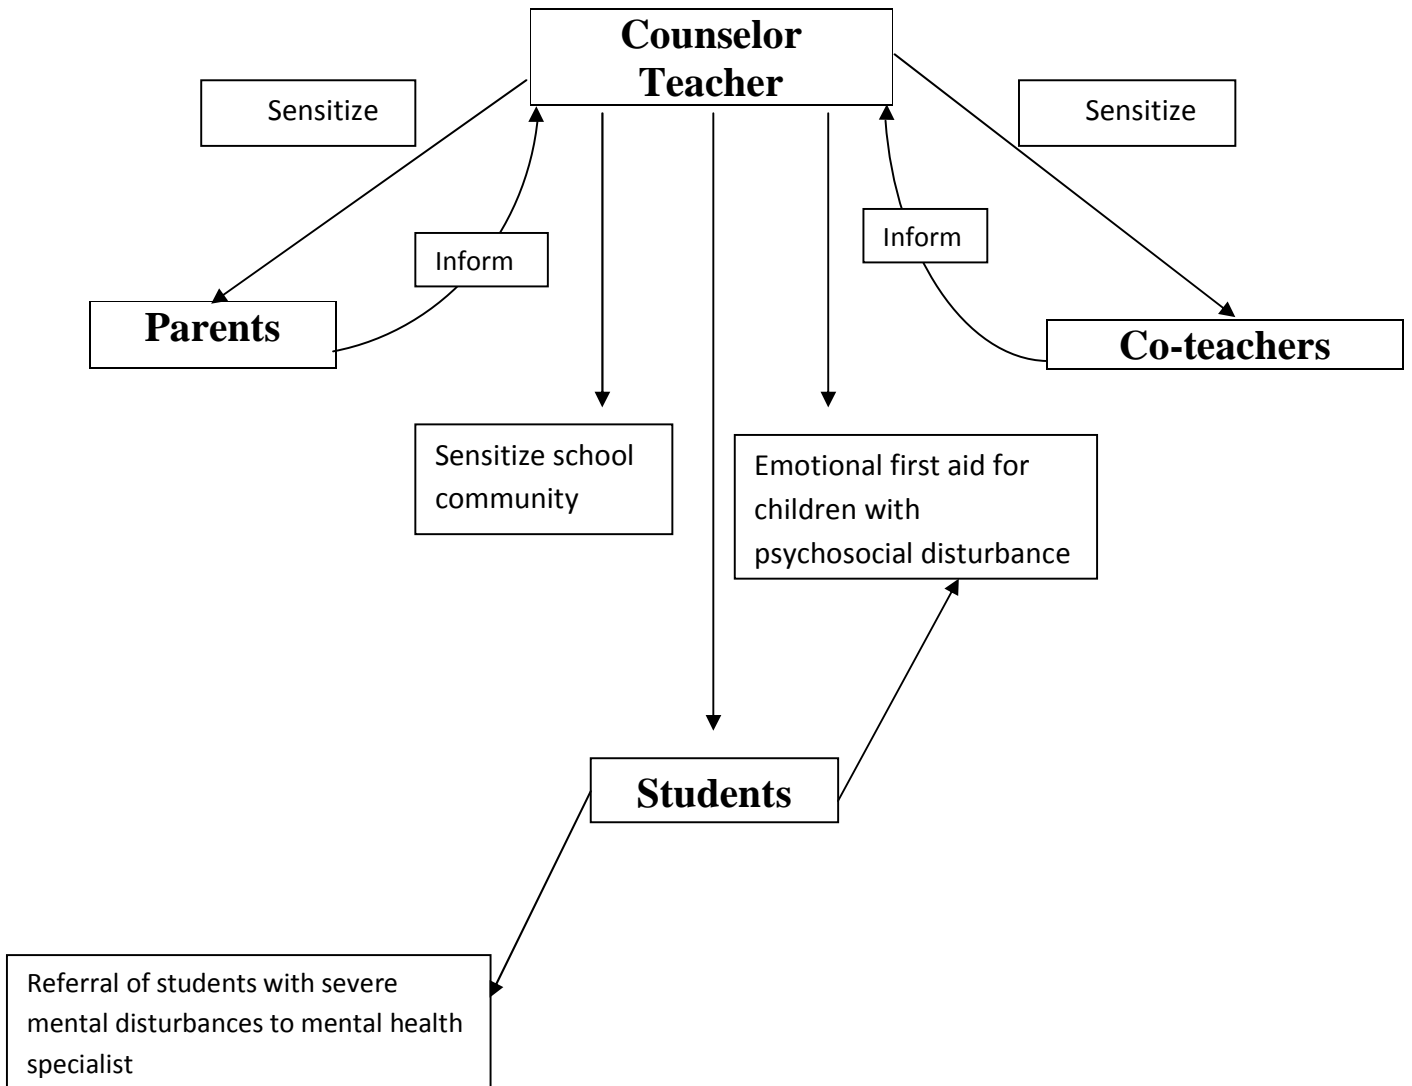 Counselor
Teacher
Sensitize
Sensitize
Inform
Inform
Parents
Co-teachers
Sensitize school
community
Emotional first aid for
children with
psychosocial disturbance
Students
Referral of students with severe
mental disturbances to mental health
specialist